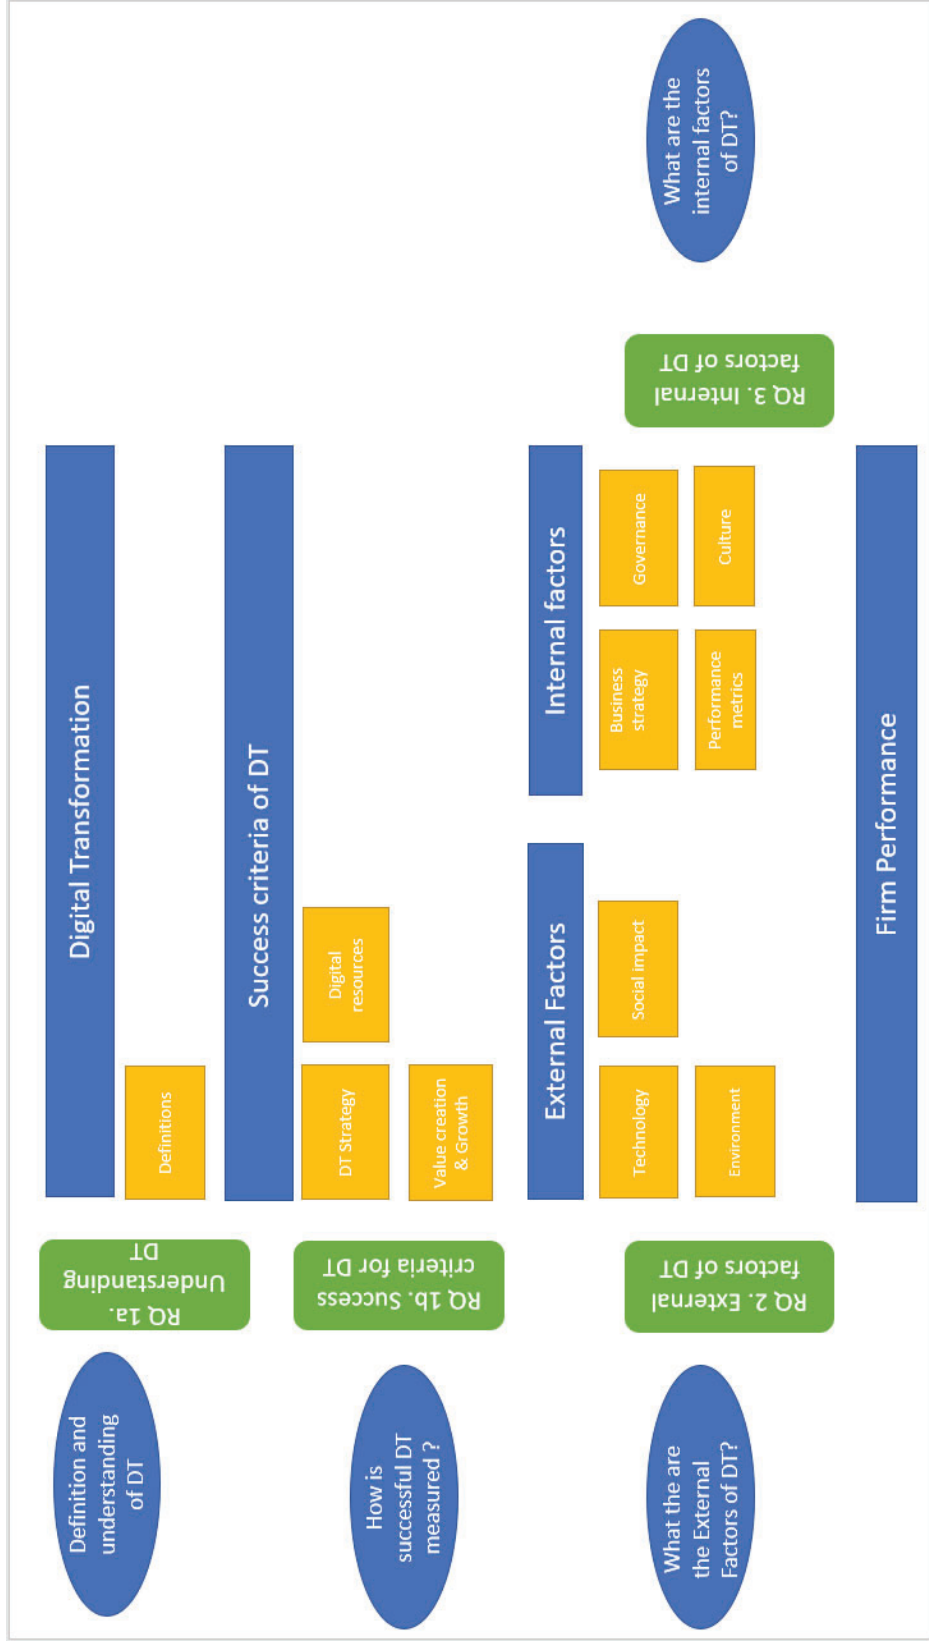 Definition and
understanding
of DT
RQ 1a.
Understanding
DT
Digital Transformation
Definitions
How is
successful DT
measured ?
RQ 1b. Success
criteria for DT
Success criteria of DT
DT Strategy
Digital
resources
Value creation
& Growth
What the are
the External
Factors of DT?
RQ 2. External
factors of DT
External Factors
Technology
Social impact
Environment
Internal factors
Business
strategy
Governance
Performance
metrics
Culture
RQ 3. Internal
factors of DT
What are the
internal factors
of DT?
Firm Performance